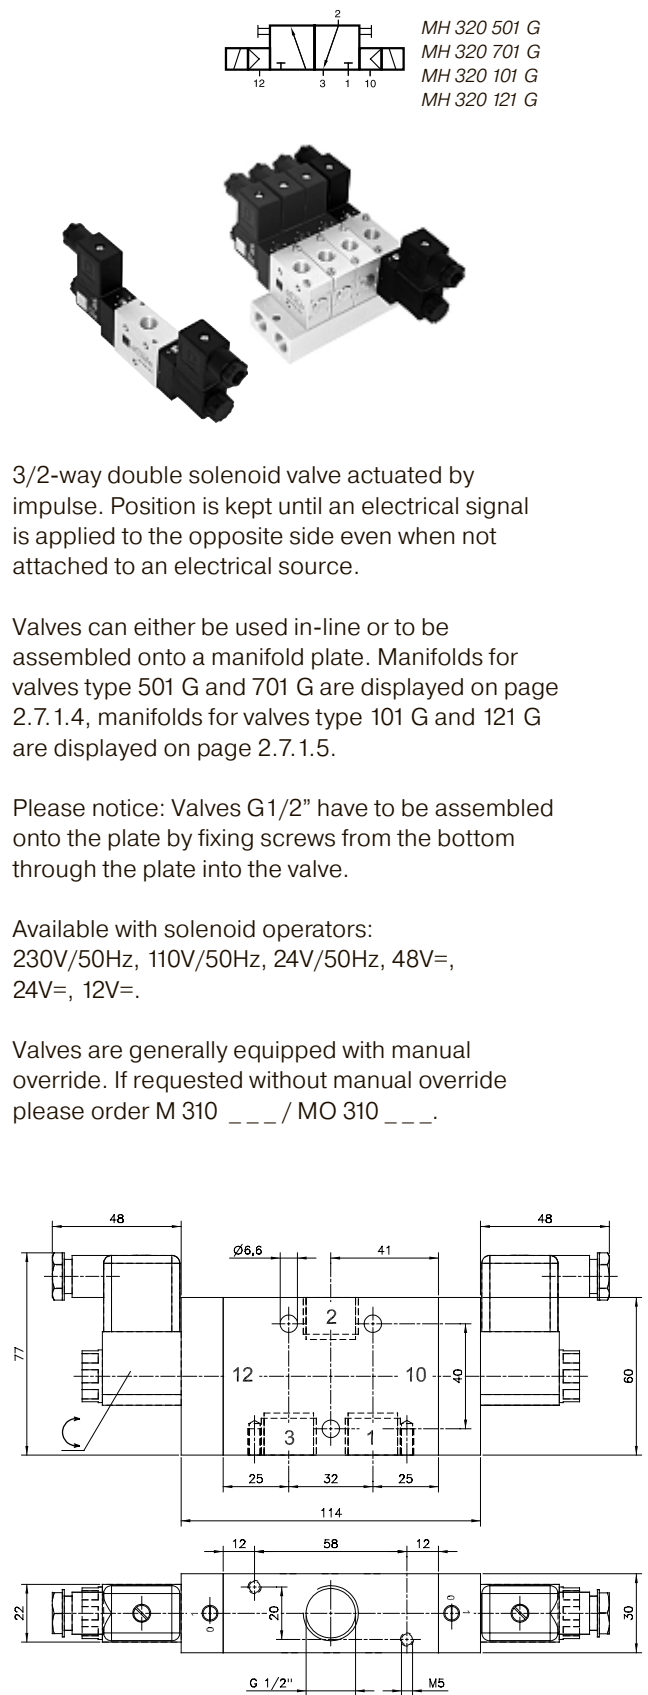 2
12 3 1 10
MH 320 501 G
MH 320 701 G
MH 320 101 G
MH 320 121 G
3/2-way double solenoid valve actuated by
impulse. Position is kept until an electrical signal
is applied to the opposite side even when not
attached to an electrical source.
Valves can either be used in-line or to be
assembled onto a manifold plate. Manifolds for
valves type 501 G and 701 G are displayed on page
2.7.1.4, manifolds for valves type 101 G and 121 G
are displayed on page 2.7.1.5.
Please notice: Valves G1/2” have to be assembled
onto the plate by fixing screws from the bottom
through the plate into the valve.
Available with solenoid operators:
230V/50Hz, 110V/50Hz, 24V/50Hz, 48V=,
24V=, 12V=.
Valves are generally equipped with manual
override. If requested without manual override
please order M 310 _ _ _ / MO 310 _ _ _.
48 48
Ø6,6 41
2
77
12 10
40
60
3 1
25 32 25
114
12 58 12
22
1
0
20
0
1
30
G 1/2" M5